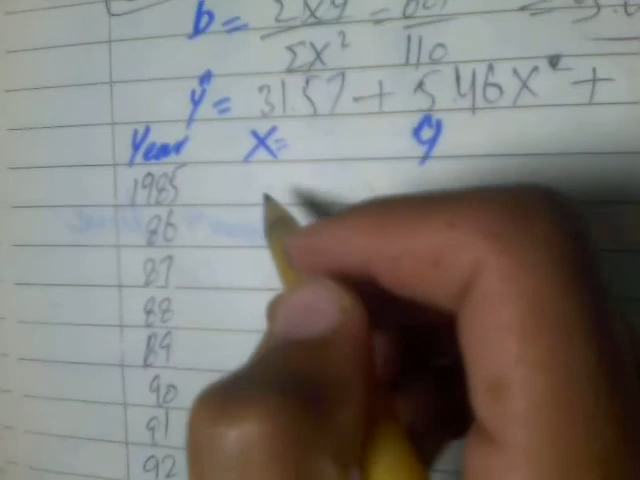 b = Σxy =
Σx² 110
ŷ = 31.57 + 5.46x +
Year x = y
1985
86
87
88
89
90
91
92